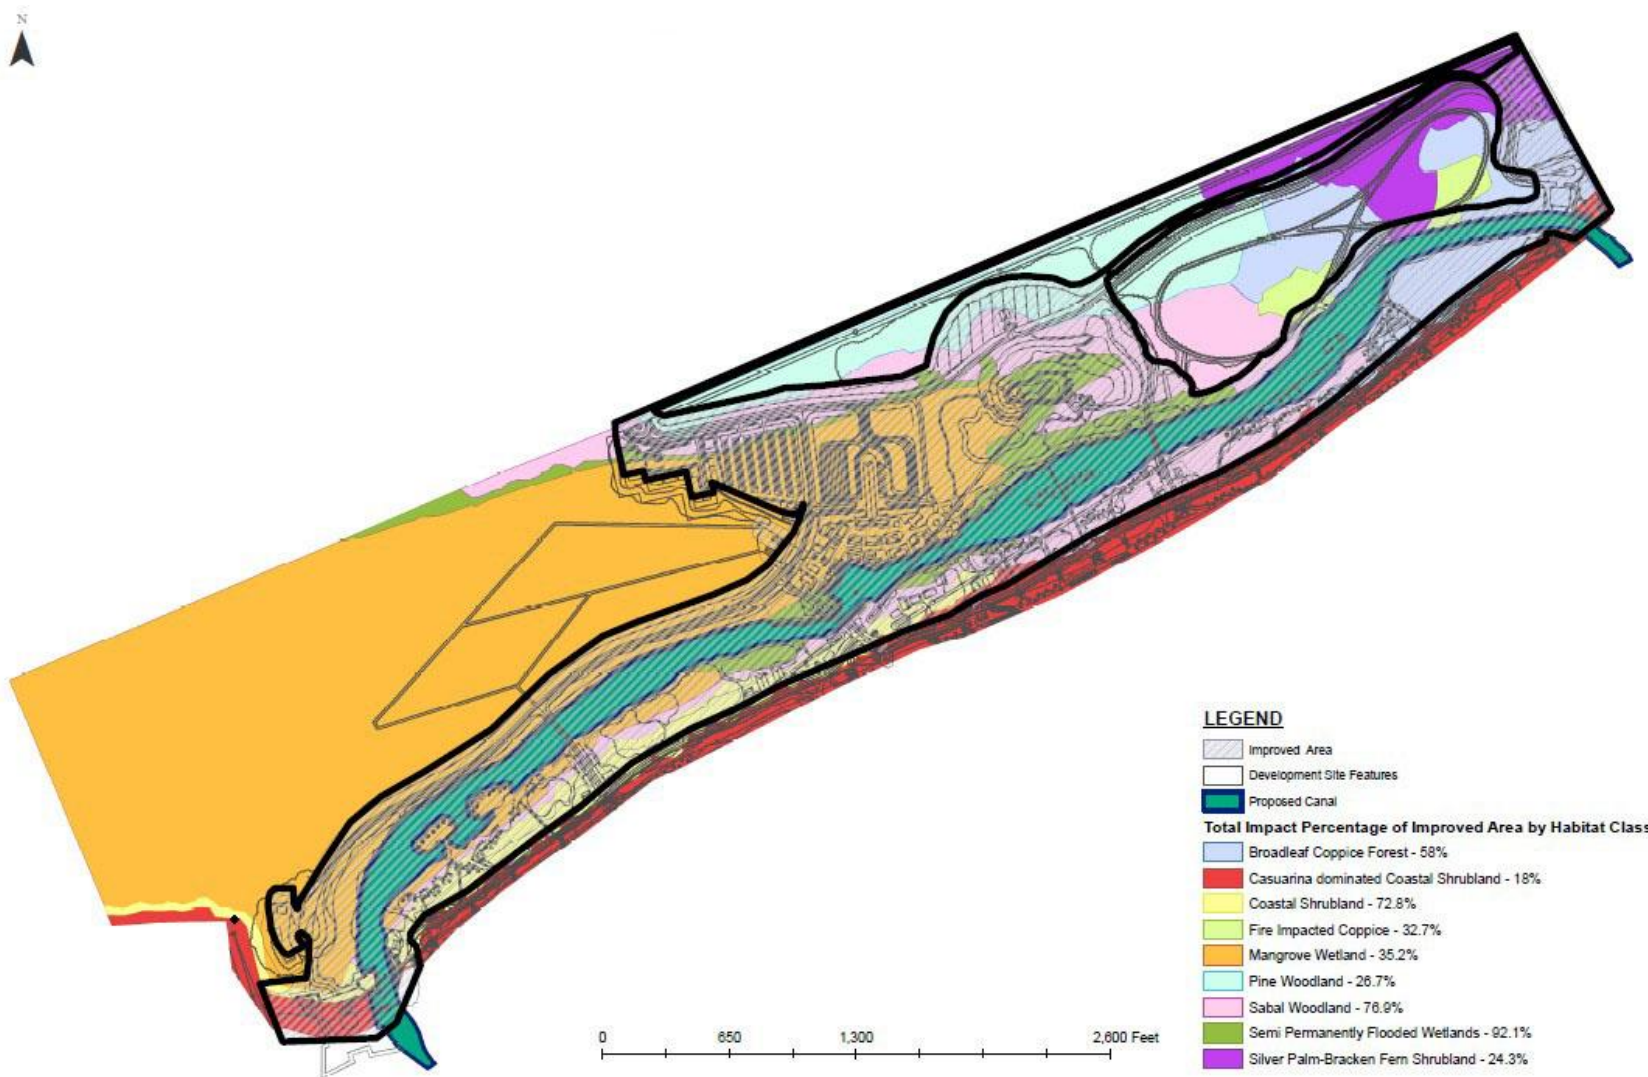 N
LEGEND
Improved Area
Development Site Features
Proposed Canal
Total Impact Percentage of Improved Area by Habitat Class
Broadleaf Coppice Forest - 58%
Casuarina dominated Coastal Shrubland - 18%
Coastal Shrubland - 72.8%
Fire Impacted Coppice - 32.7%
Mangrove Wetland - 35.2%
Pine Woodland - 26.7%
Sabal Woodland - 76.9%
Semi Permanently Flooded Wetlands - 92.1%
Silver Palm-Bracken Fern Shrubland - 24.3%
0 650 1,300 2,600 Feet